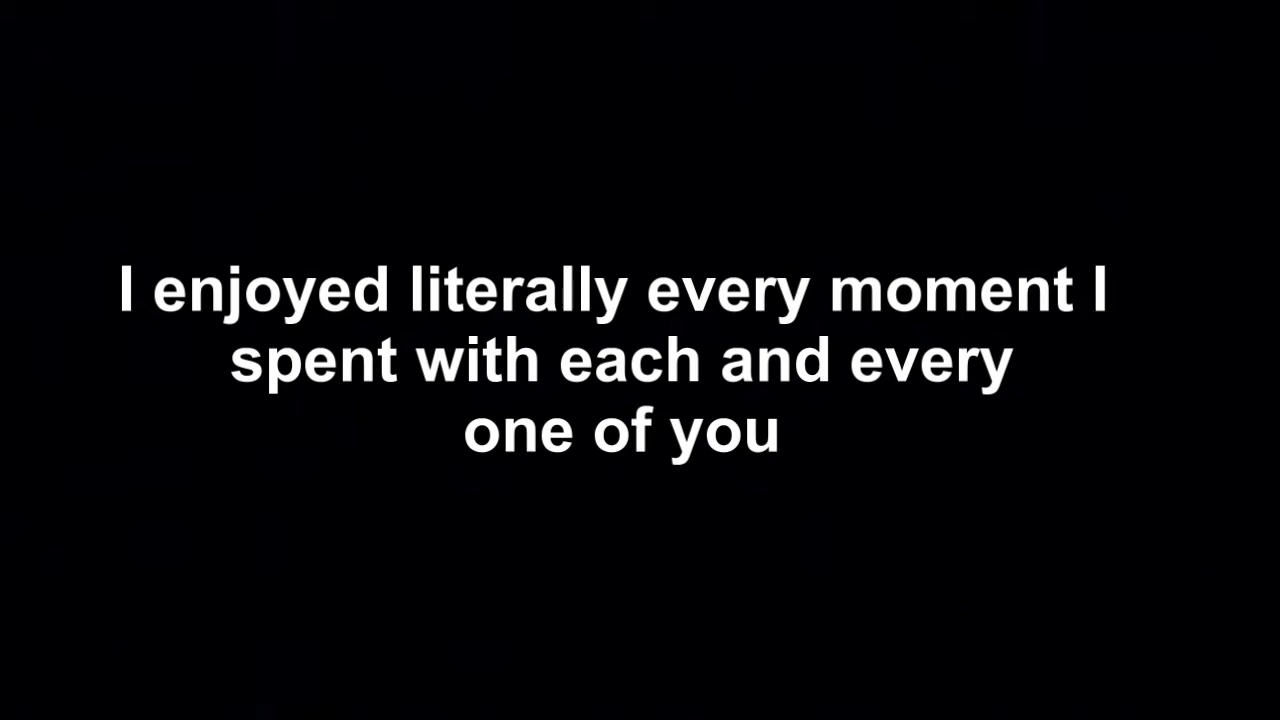 I enjoyed literally every moment I
spent with each and every
one of you